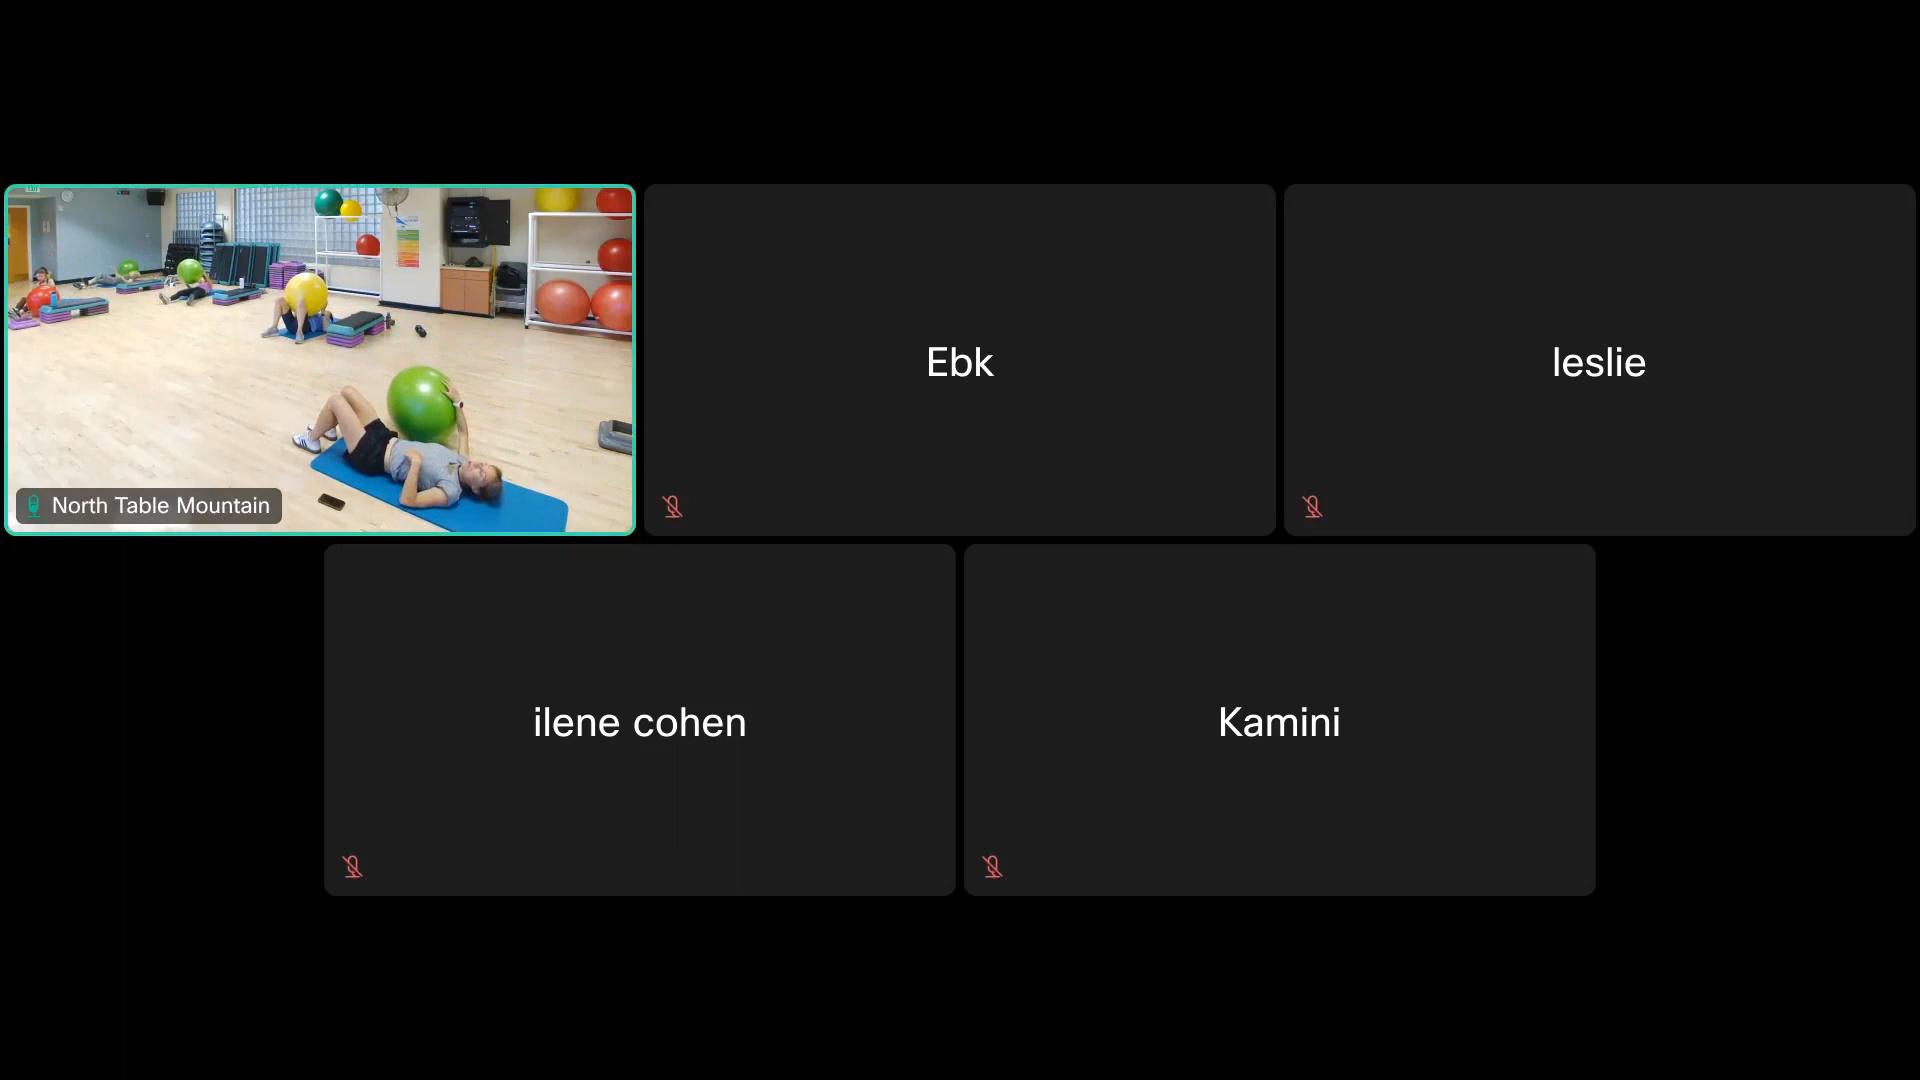 North Table Mountain
Ebk
leslie
ilene cohen
Kamini